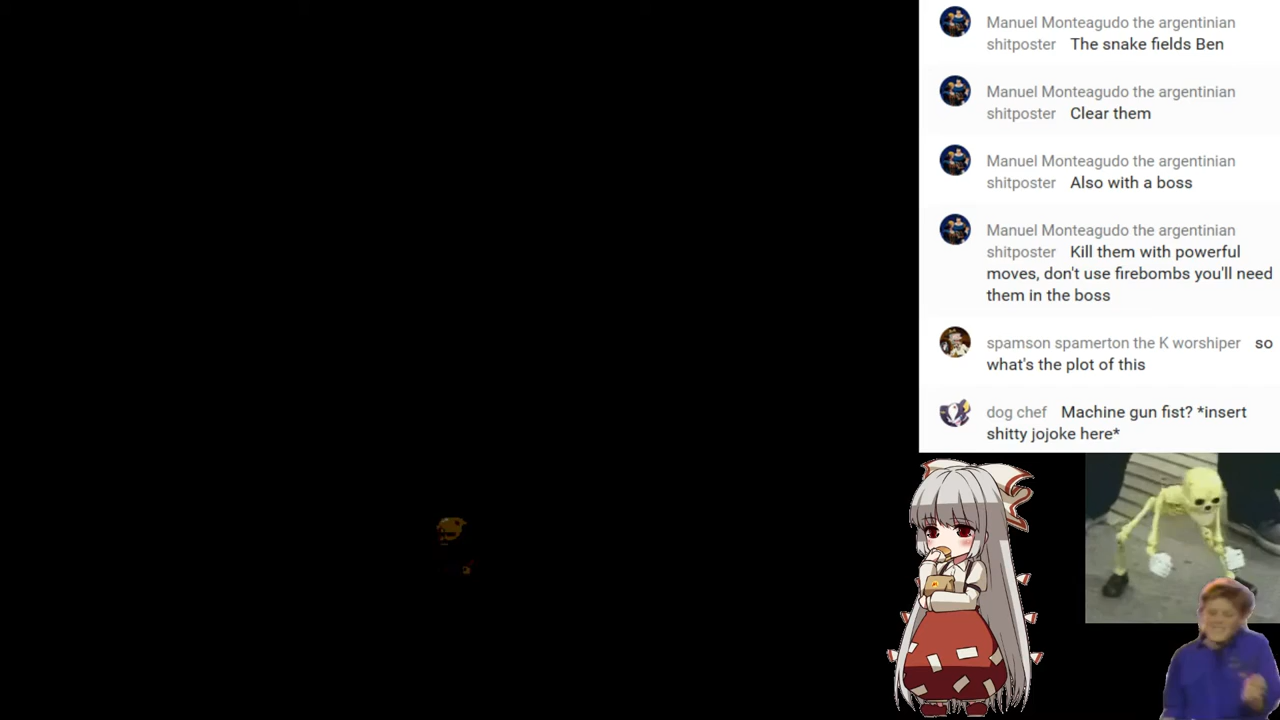 Manuel Monteagudo the argentinian
shitposter The snake fields Ben
Manuel Monteagudo the argentinian
shitposter Clear them
Manuel Monteagudo the argentinian
shitposter Also with a boss
Manuel Monteagudo the argentinian
shitposter Kill them with powerful
moves, don't use firebombs you'll need
them in the boss
spamson spamerton the K worshiper so
what's the plot of this
dog chef Machine gun fist? *insert
shitty jojoke here*